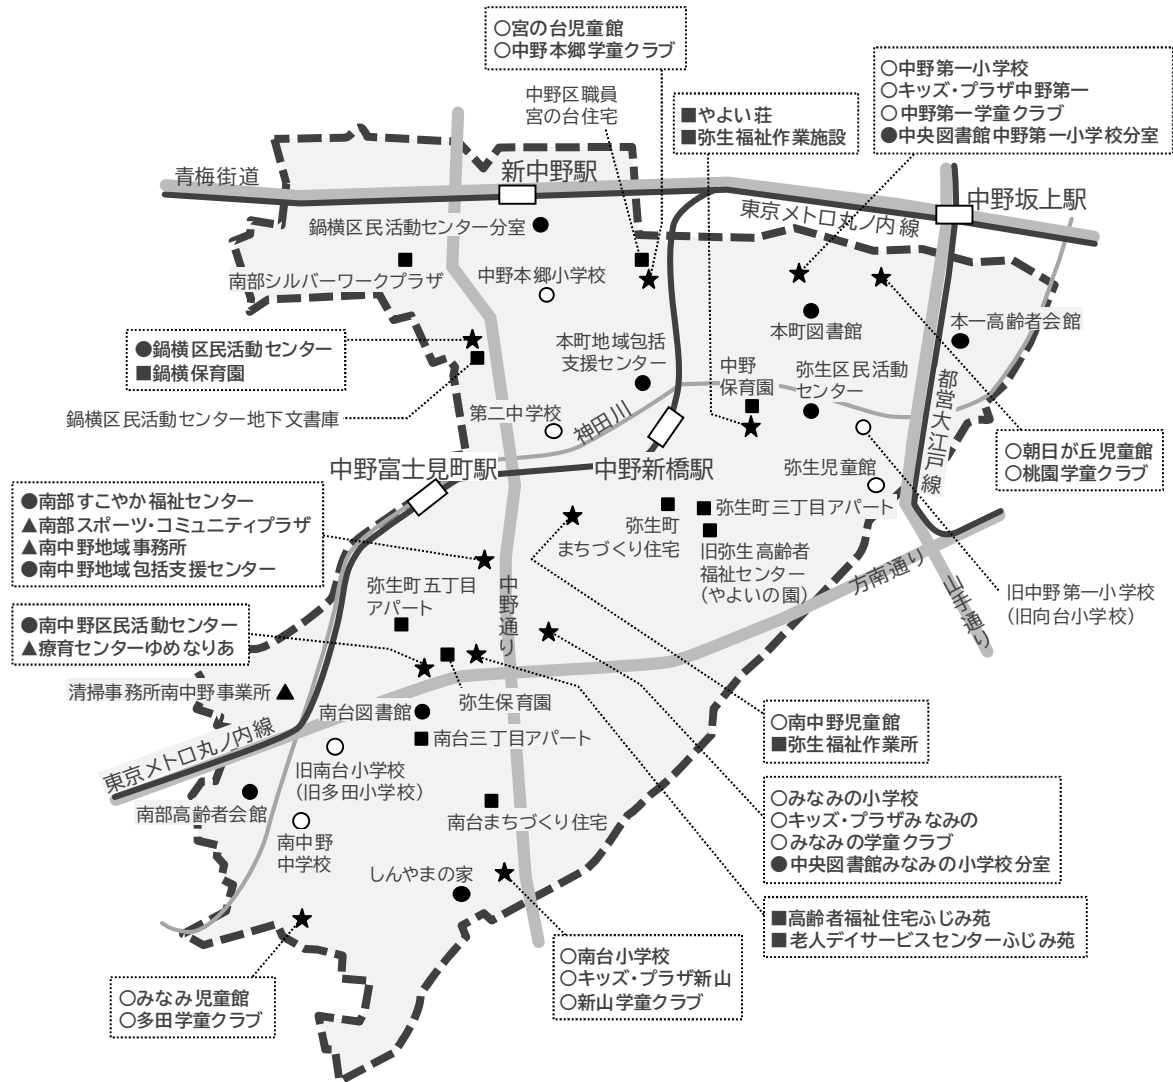 ○宮の台児童館
○中野本郷学童クラブ
○中野第一小学校
○キッズ・プラザ中野第一
○中野第一学童クラブ
●中央図書館中野第一小学校分室
中野区職員
宮の台住宅
■やよい荘
■弥生福祉作業施設
青梅街道
新中野駅
中野坂上駅
東京メトロ丸ノ内線
鍋横区民活動センター分室
南部シルバーワークプラザ
中野本郷小学校
本町図書館
本一高齢者会館
●鍋横区民活動センター
■鍋横保育園
本町地域包括
支援センター
中野
保育園
弥生区民活動
センター
都営大江戸線
鍋横区民活動センター地下文書庫
第二中学校
神田川
○朝日が丘児童館
○桃園学童クラブ
中野富士見町駅
中野新橋駅
弥生児童館
●南部すこやか福祉センター
▲南部スポーツ・コミュニティプラザ
▲南中野地域事務所
●南中野地域包括支援センター
弥生町
まちづくり住宅
弥生町三丁目アパート
旧弥生高齢者
福祉センター
(やよいの園)
方南通り
山手通り
旧中野第一小学校
(旧向台小学校)
弥生町五丁目
アパート
中野通り
●南中野区民活動センター
▲療育センターゆめなりあ
清掃事務所南中野事業所
弥生保育園
南台図書館
○南中野児童館
■弥生福祉作業所
東京メトロ丸ノ内線
南台三丁目アパート
旧南台小学校
(旧多田小学校)
○みなみの小学校
○キッズ・プラザみなみの
○みなみの学童クラブ
●中央図書館みなみの小学校分室
南部高齢者会館
南台まちづくり住宅
南中野
中学校
しんやまの家
■高齢者福祉住宅ふじみ苑
■老人デイサービスセンターふじみ苑
○南台小学校
○キッズ・プラザ新山
○新山学童クラブ
○みなみ児童館
○多田学童クラブ